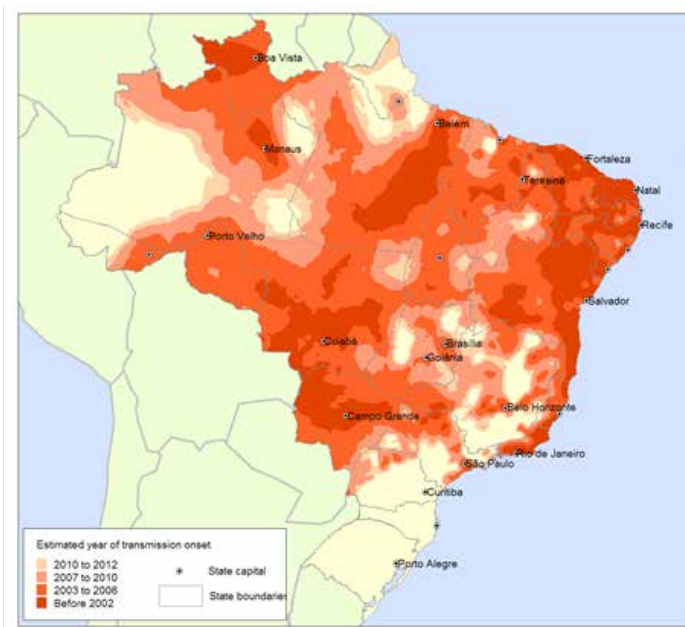 Boa Vista
Belém
Manaus
Fortaleza
Teresina
Natal
Recife
Porto Velho
Salvador
Cuiabá
Brasília
Goiânia
Campo Grande
Belo Horizonte
Rio de Janeiro
São Paulo
Curitiba
Porto Alegre
Estimated year of transmission onset
2010 to 2012
2007 to 2010
2003 to 2006
Before 2002
State capital
State boundaries